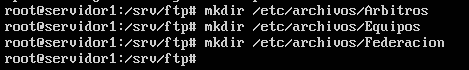 root@servidor1:/srv/ftp# mkdir /etc/archivos/Arbitros
root@servidor1:/srv/ftp# mkdir /etc/archivos/Equipos
root@servidor1:/srv/ftp# mkdir /etc/archivos/Federacion
root@servidor1:/srv/ftp#